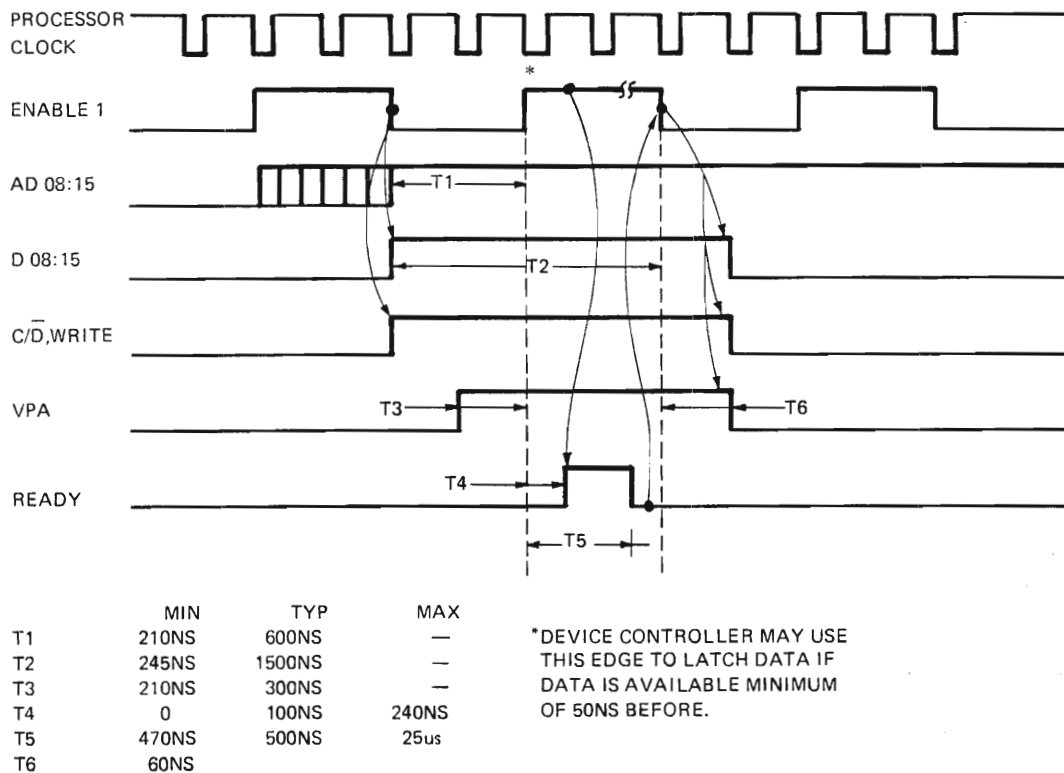 PROCESSOR
CLOCK
*
ENABLE 1
AD 08:15
T1
D 08:15
T2
C/D̅,WRITE
VPA
T3
T6
READY
T4
T5
MIN TYP MAX
T1 210NS 600NS —
T2 245NS 1500NS —
T3 210NS 300NS —
T4 0 100NS 240NS
T5 470NS 500NS 25us
T6 60NS
*DEVICE CONTROLLER MAY USE
THIS EDGE TO LATCH DATA IF
DATA IS AVAILABLE MINIMUM
OF 50NS BEFORE.